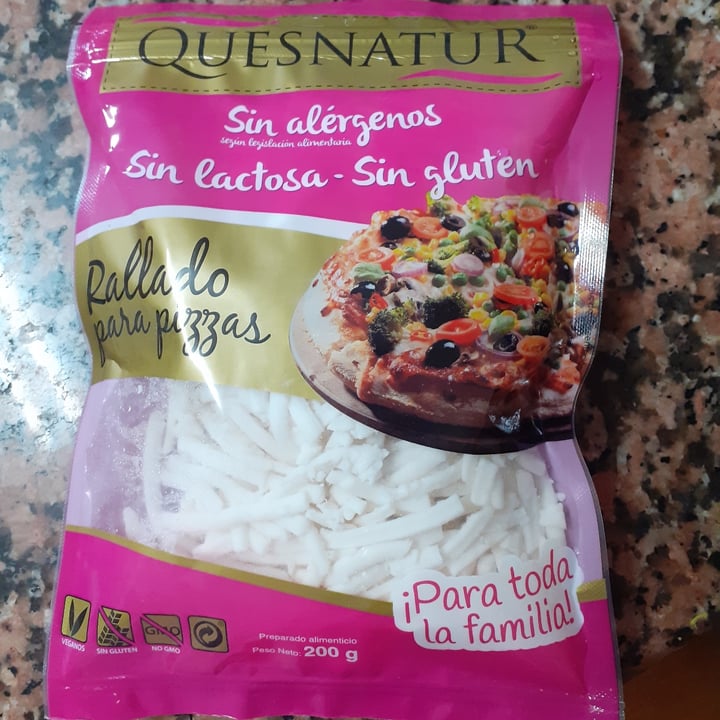 QUESNATUR®
Sin alérgenos
según legislación alimentaria
Sin lactosa - Sin gluten
Rallado
para pizzas
¡Para toda
la familia!
VEGANOS
SIN GLUTEN
GMO
NO GMO
Preparado alimenticio
Peso Neto: 200 g